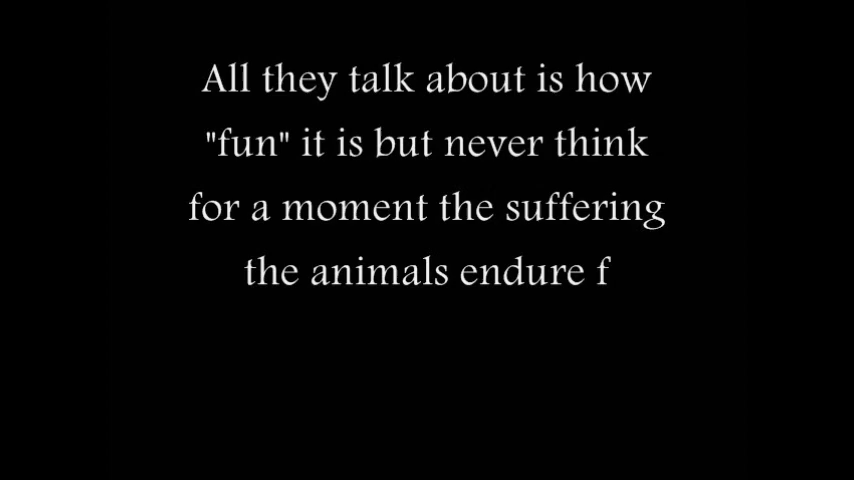 All they talk about is how
"fun" it is but never think
for a moment the suffering
the animals endure f